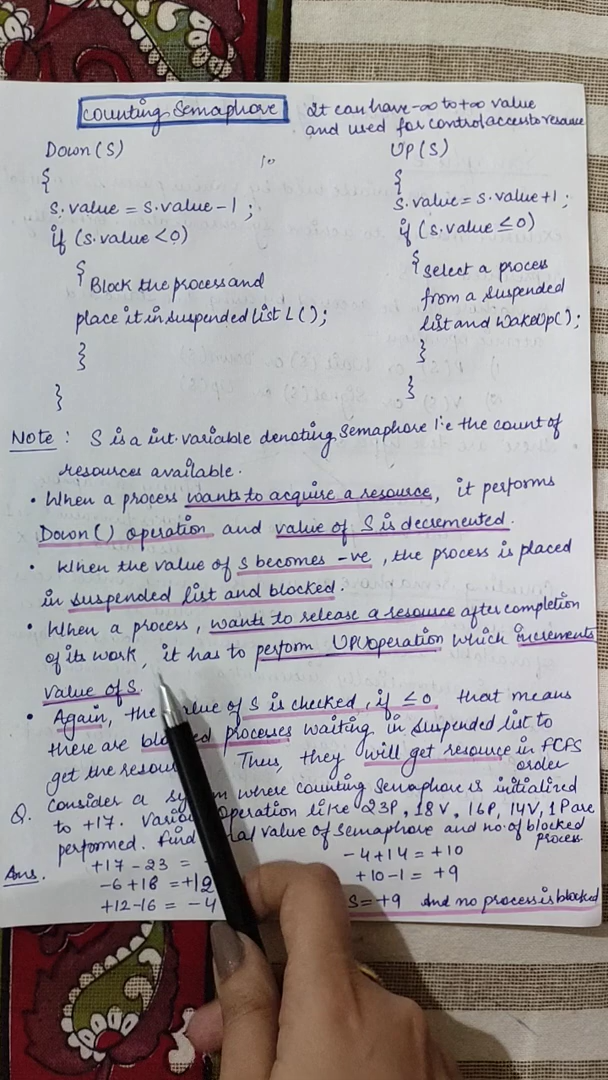 Counting Semaphore
It can have -∞ to +∞ value
and used for control access to resource
Down(S)
{
S.value = S.value - 1 ;
if (S.value < 0)
{
Block the process and
place it in suspended list L( );
}
}
1.
UP(S)
{
S.value = S.value + 1 ;
if (S.value ≤ 0)
{
Select a process
from a suspended
list and WakeUp( );
}
}
Note : S is a int. variable denoting Semaphore i.e the count of
resources available.
• When a process wants to acquire a resource, it performs
Down( ) operation and value of S is decremented.
• When the value of S becomes -ve, the process is placed
in suspended list and blocked.
• When a process, wants to release a resource after completion
of its work, it has to perform UP( ) operation which increments
value of S.
• Again, the value of S is checked, if ≤ 0 that means
there are blocked processes waiting in suspended list to
get the Thus, they will get resource in FCFS
order
Q. Consider a system where counting Semaphore is initialized
to +17. Various Operation like 23P, 18V, 16P, 14V, 1P are
performed. Find value of Semaphore and no. of blocked
process.
Ans. +17 - 23 =
-6 + 18 = +12
+12 - 16 = -4
-4 + 14 = +10
+10 - 1 = +9
S = +9 And no process is blocked